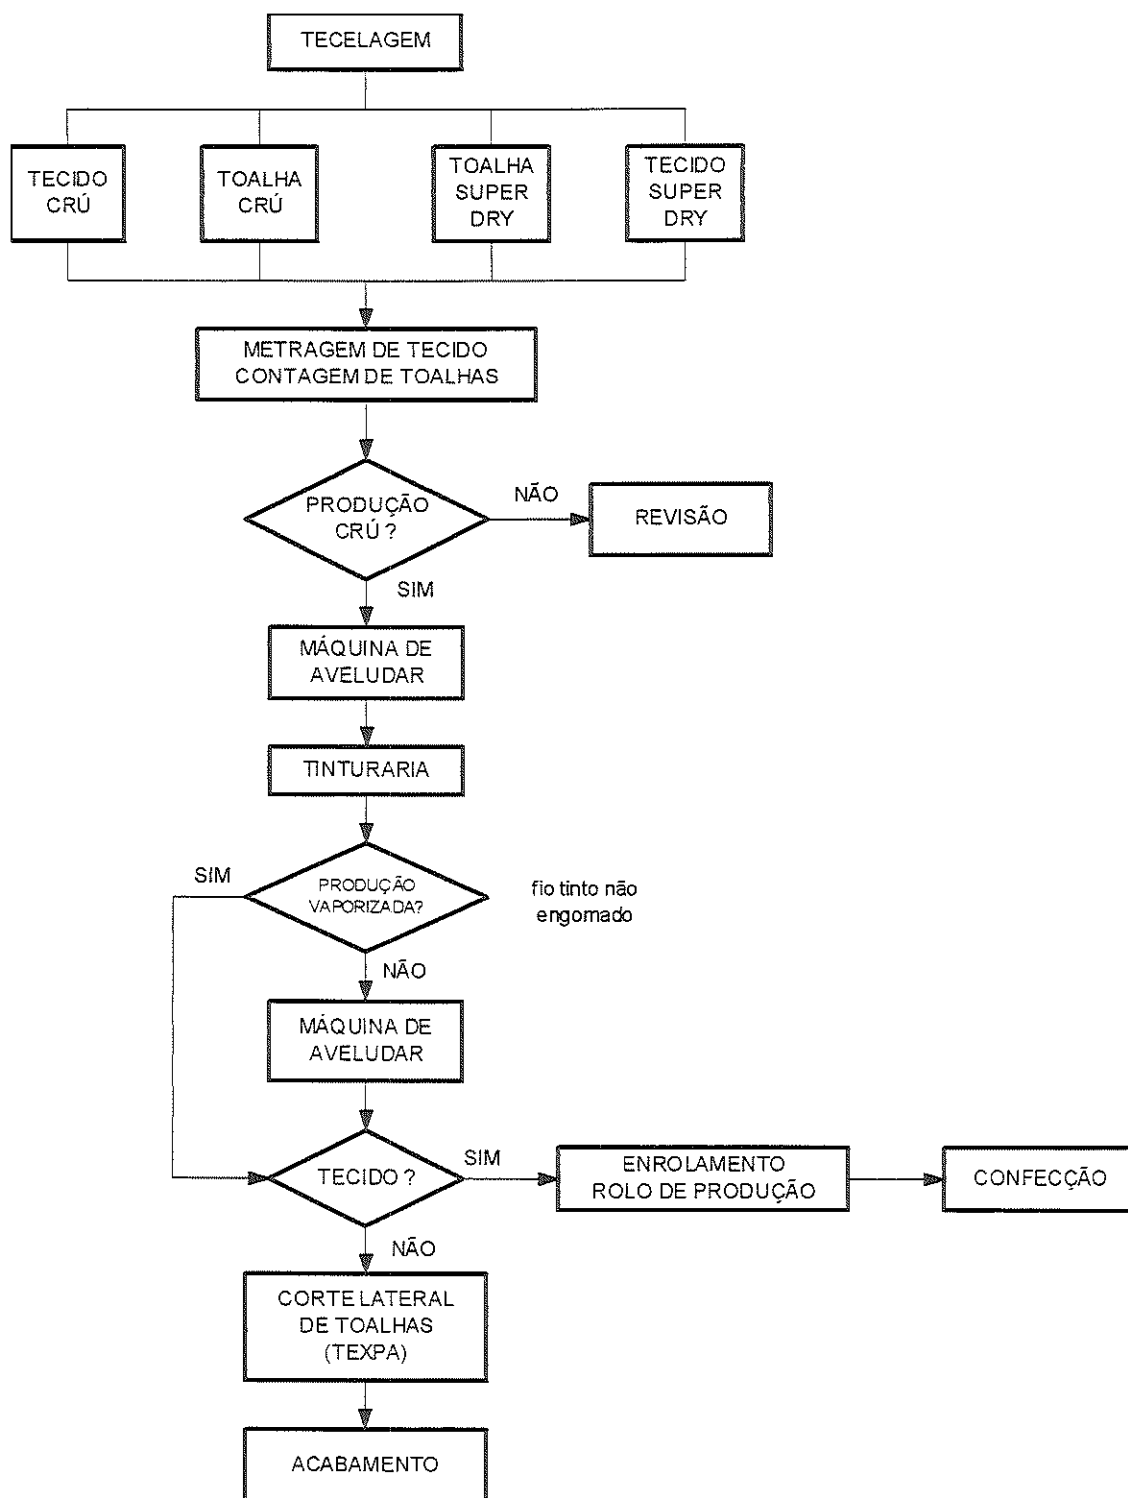 TECELAGEM
TECIDO
CRÚ
TOALHA
CRÚ
TOALHA
SUPER
DRY
TECIDO
SUPER
DRY
METRAGEM DE TECIDO
CONTAGEM DE TOALHAS
PRODUÇÃO
CRÚ ?
NÃO
REVISÃO
SIM
MÁQUINA DE
AVELUDAR
TINTURARIA
SIM
PRODUÇÃO
VAPORIZADA?
fio tinto não
engomado
NÃO
MÁQUINA DE
AVELUDAR
TECIDO ?
SIM
ENROLAMENTO
ROLO DE PRODUÇÃO
CONFECÇÃO
NÃO
CORTE LATERAL
DE TOALHAS
(TEXPA)
ACABAMENTO